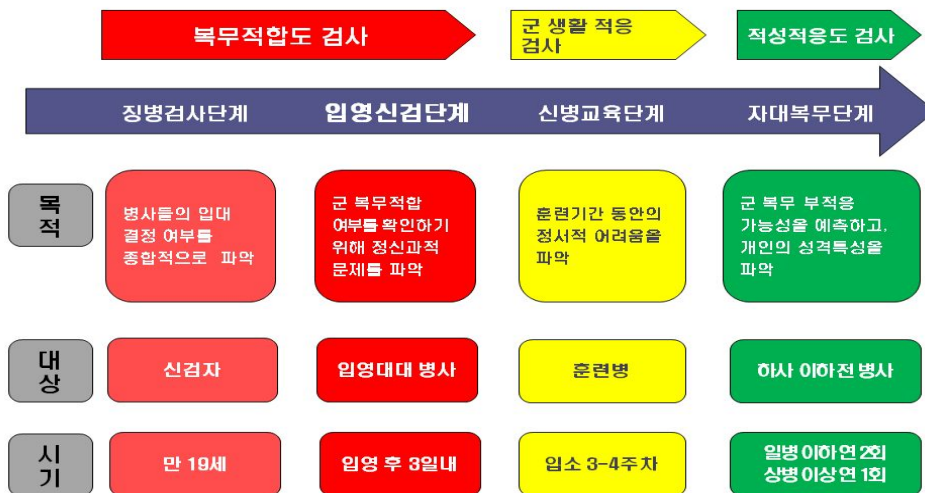 복무적합도 검사
군 생활 적응
검사
적성적응도 검사
징병검사단계
입영신검단계
신병교육단계
자대복무단계
목
적
병사들의 입대
결정 여부를
종합적으로 파악
군 복무적합
여부를 확인하기
위해 정신과적
문제를 파악
훈련기간 동안의
정서적 어려움을
파악
군 복무 부적응
가능성을 예측하고,
개인의 성격특성을
파악
대
상
신검자
입영대대 병사
훈련병
하사 이하 전 병사
시
기
만 19세
입영 후 3일내
입소 3-4주차
일병 이하 연 2회
상병 이상 연 1회